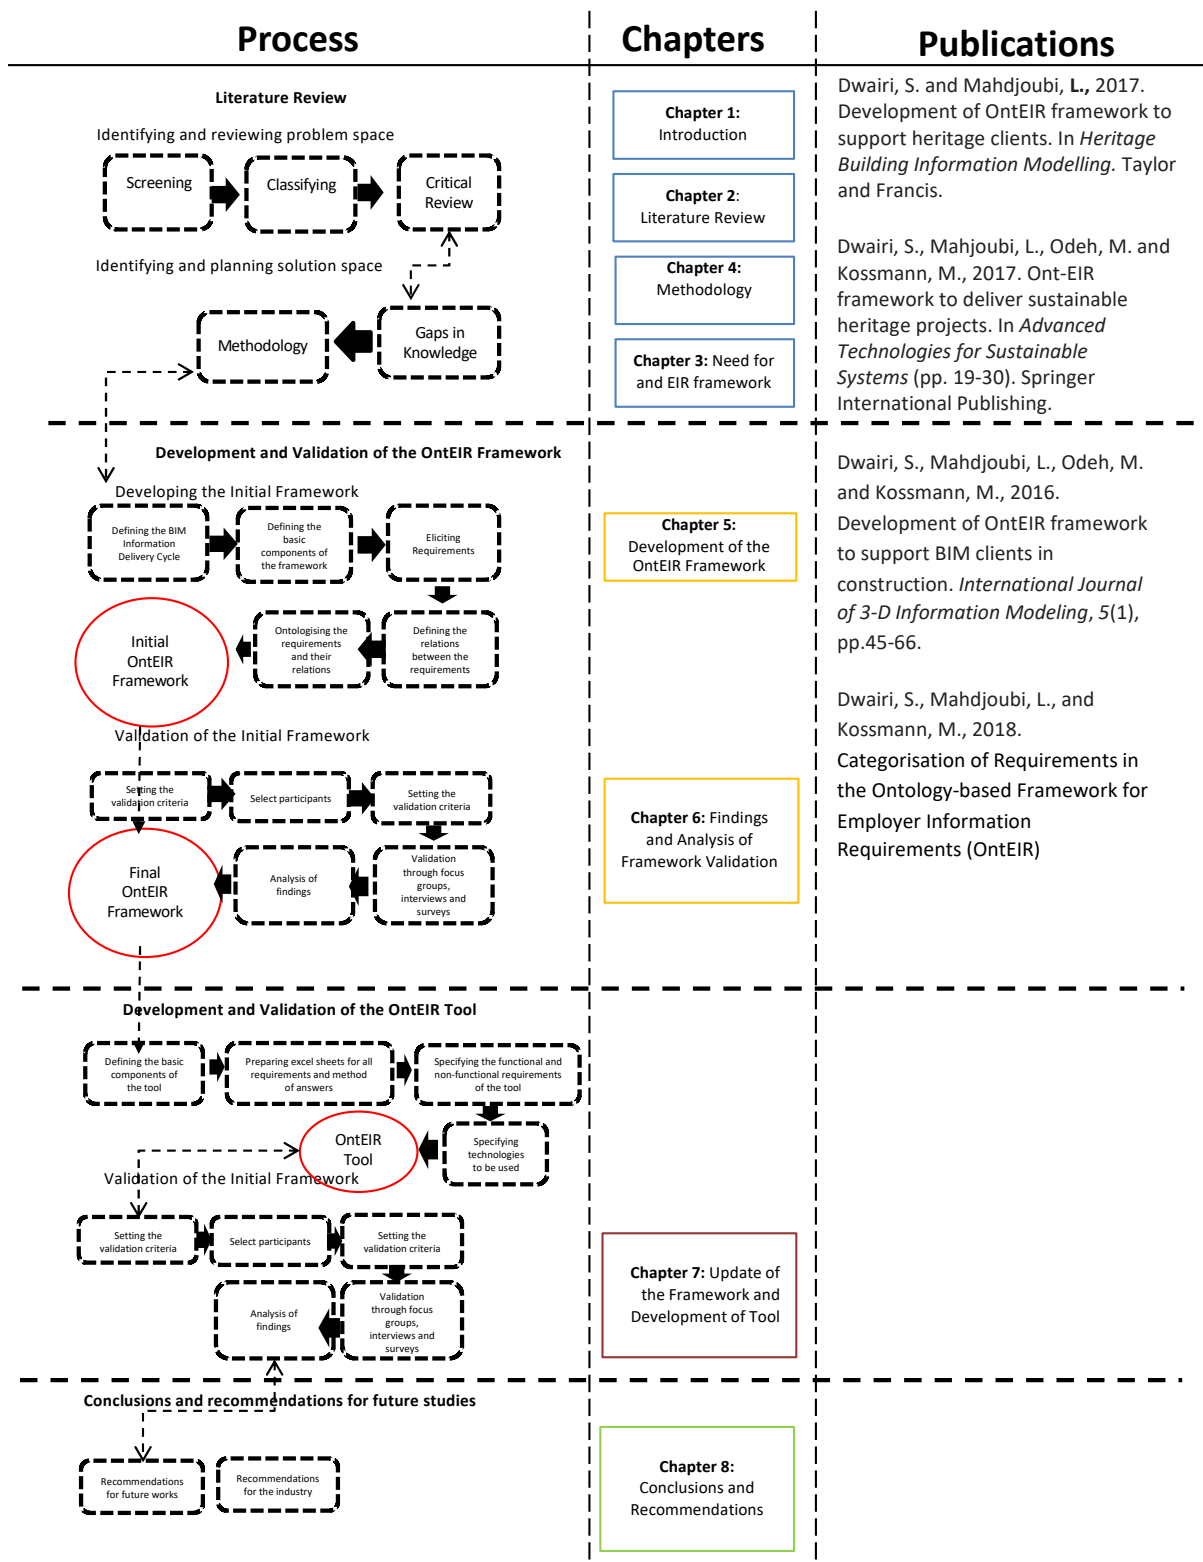 Process
Chapters
Publications
Literature Review
Identifying and reviewing problem space
Screening
Classifying
Critical
Review
Identifying and planning solution space
Methodology
Gaps in
Knowledge
Chapter 1:
Introduction
Chapter 2:
Literature Review
Chapter 4:
Methodology
Chapter 3: Need for
and EIR framework
Dwairi, S. and Mahdjoubi, L., 2017.
Development of OntEIR framework to
support heritage clients. In Heritage
Building Information Modelling. Taylor
and Francis.
Dwairi, S., Mahjoubi, L., Odeh, M. and
Kossmann, M., 2017. Ont-EIR
framework to deliver sustainable
heritage projects. In Advanced
Technologies for Sustainable
Systems (pp. 19-30). Springer
International Publishing.
Development and Validation of the OntEIR Framework
Developing the Initial Framework
Defining the BIM
Information
Delivery Cycle
Defining the
basic
components of
the framework
Eliciting
Requirements
Initial
OntEIR
Framework
Ontologising the
requirements
and their
relations
Defining the
relations
between the
requirements
Validation of the Initial Framework
Setting the
validation criteria
Select participants
Setting the
validation criteria
Final
OntEIR
Framework
Analysis of
findings
Validation
through focus
groups,
interviews and
surveys
Chapter 5:
Development of the
OntEIR Framework
Chapter 6: Findings
and Analysis of
Framework Validation
Dwairi, S., Mahdjoubi, L., Odeh, M.
and Kossmann, M., 2016.
Development of OntEIR framework
to support BIM clients in
construction. International Journal
of 3-D Information Modeling, 5(1),
pp.45-66.
Dwairi, S., Mahdjoubi, L., and
Kossmann, M., 2018.
Categorisation of Requirements in
the Ontology-based Framework for
Employer Information
Requirements (OntEIR)
Development and Validation of the OntEIR Tool
Defining the basic
components of
the tool
Preparing excel sheets for all
requirements and method
of answers
Specifying the functional and
non-functional requirements
of the tool
OntEIR
Tool
Specifying
technologies
to be used
Validation of the Initial Framework
Setting the
validation criteria
Select participants
Setting the
validation criteria
Analysis of
findings
Validation
through focus
groups,
interviews and
surveys
Chapter 7: Update of
the Framework and
Development of Tool
Conclusions and recommendations for future studies
Recommendations
for future works
Recommendations
for the industry
Chapter 8:
Conclusions and
Recommendations